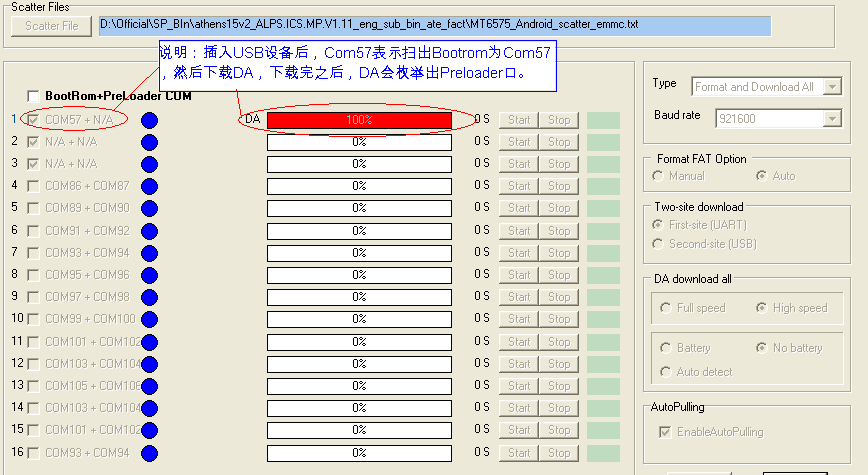 Scatter Files
Scatter File D:\Official\SP_BIn\athens15v2_ALPS.ICS.MP.V1.11_eng_sub_bin_ate_fact\MT6575_Android_scatter_emmc.txt
说明：插入USB设备后，Com57表示扫出Bootrom为Com57
，然后下载DA，下载完之后，DA会枚举出Preloader口。
BootRom+PreLoader COM
1 COM57 + N/A DA 100% 0 S Start Stop
2 N/A + N/A 0% 0 S Start Stop
3 N/A + N/A 0% 0 S Start Stop
4 COM86 + COM87 0% 0 S Start Stop
5 COM89 + COM90 0% 0 S Start Stop
6 COM91 + COM92 0% 0 S Start Stop
7 COM93 + COM94 0% 0 S Start Stop
8 COM95 + COM96 0% 0 S Start Stop
9 COM97 + COM98 0% 0 S Start Stop
10 COM99 + COM100 0% 0 S Start Stop
11 COM101 + COM102 0% 0 S Start Stop
12 COM103 + COM104 0% 0 S Start Stop
13 COM105 + COM106 0% 0 S Start Stop
14 COM103 + COM104 0% 0 S Start Stop
15 COM101 + COM102 0% 0 S Start Stop
16 COM93 + COM94 0% 0 S Start Stop
Type Format and Download All
Baud rate 921600
Format FAT Option
Manual Auto
Two-site download
First-site (UART)
Second-site (USB)
DA download all
Full speed High speed
Battery No battery
Auto detect
AutoPulling
EnableAutoPulling